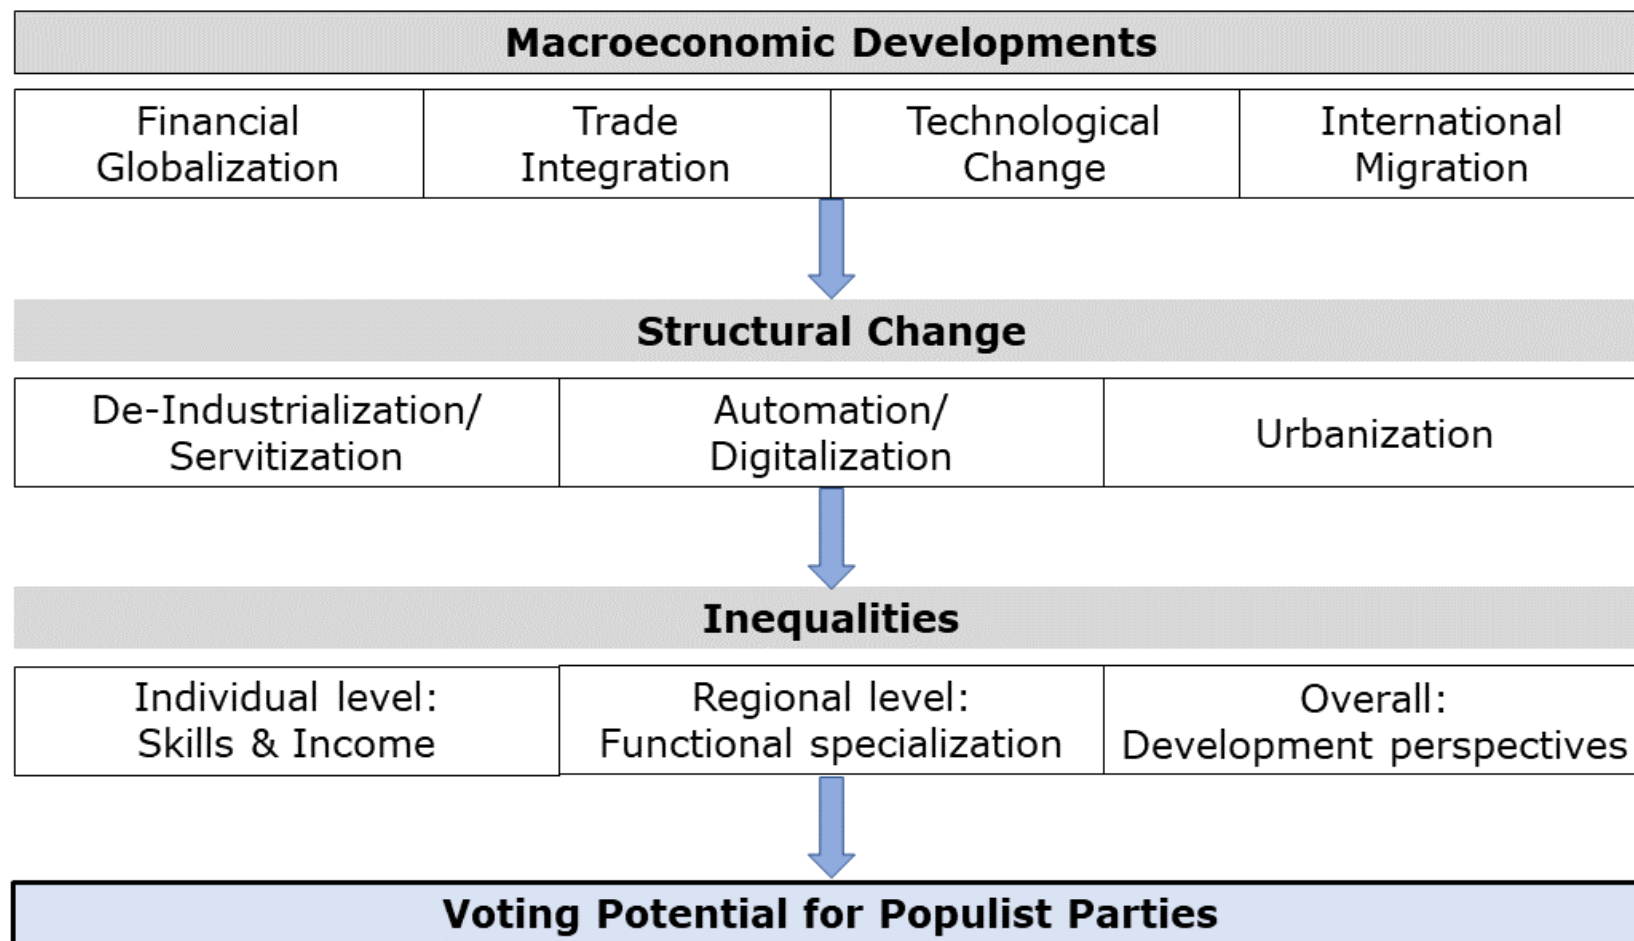 Macroeconomic Developments
Financial
Globalization
Trade
Integration
Technological
Change
International
Migration
Structural Change
De-Industrialization/
Servitization
Automation/
Digitalization
Urbanization
Inequalities
Individual level:
Skills & Income
Regional level:
Functional specialization
Overall:
Development perspectives
Voting Potential for Populist Parties